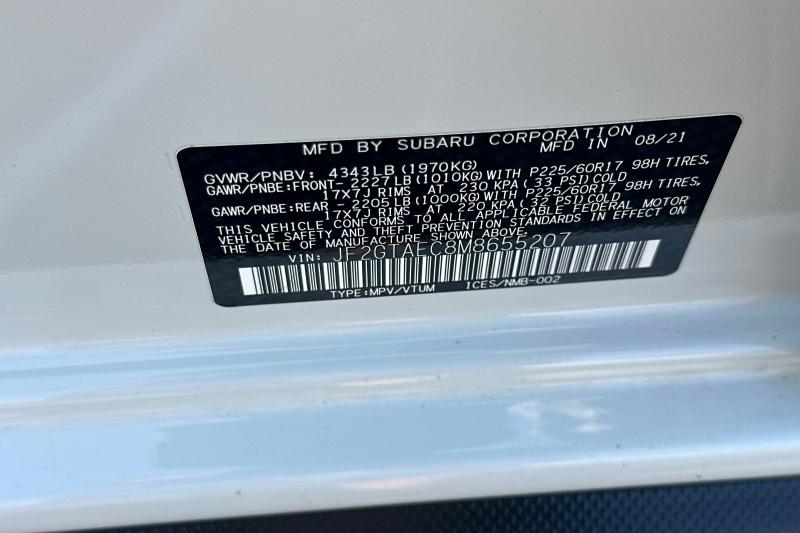 MFD BY SUBARU CORPORATION
MFD IN 08/21
GVWR/PNBV: 4343LB(1970KG)
GAWR/PNBE:FRONT- 2227LB(1010KG)WITH P225/60R17 98H TIRES,
17X7J RIMS AT 230 KPA(33 PSI)COLD
GAWR/PNBE:REAR - 2205LB(1000KG)WITH P225/60R17 98H TIRES,
17X7J RIMS AT 220 KPA(32 PSI)COLD
THIS VEHICLE CONFORMS TO ALL APPLICABLE FEDERAL MOTOR
VEHICLE SAFETY AND THEFT PREVENTION STANDARDS IN EFFECT ON
THE DATE OF MANUFACTURE SHOWN ABOVE.
VIN: JF2GTAEC8M8655207
TYPE:MPV/VTUM ICES/NMB-002